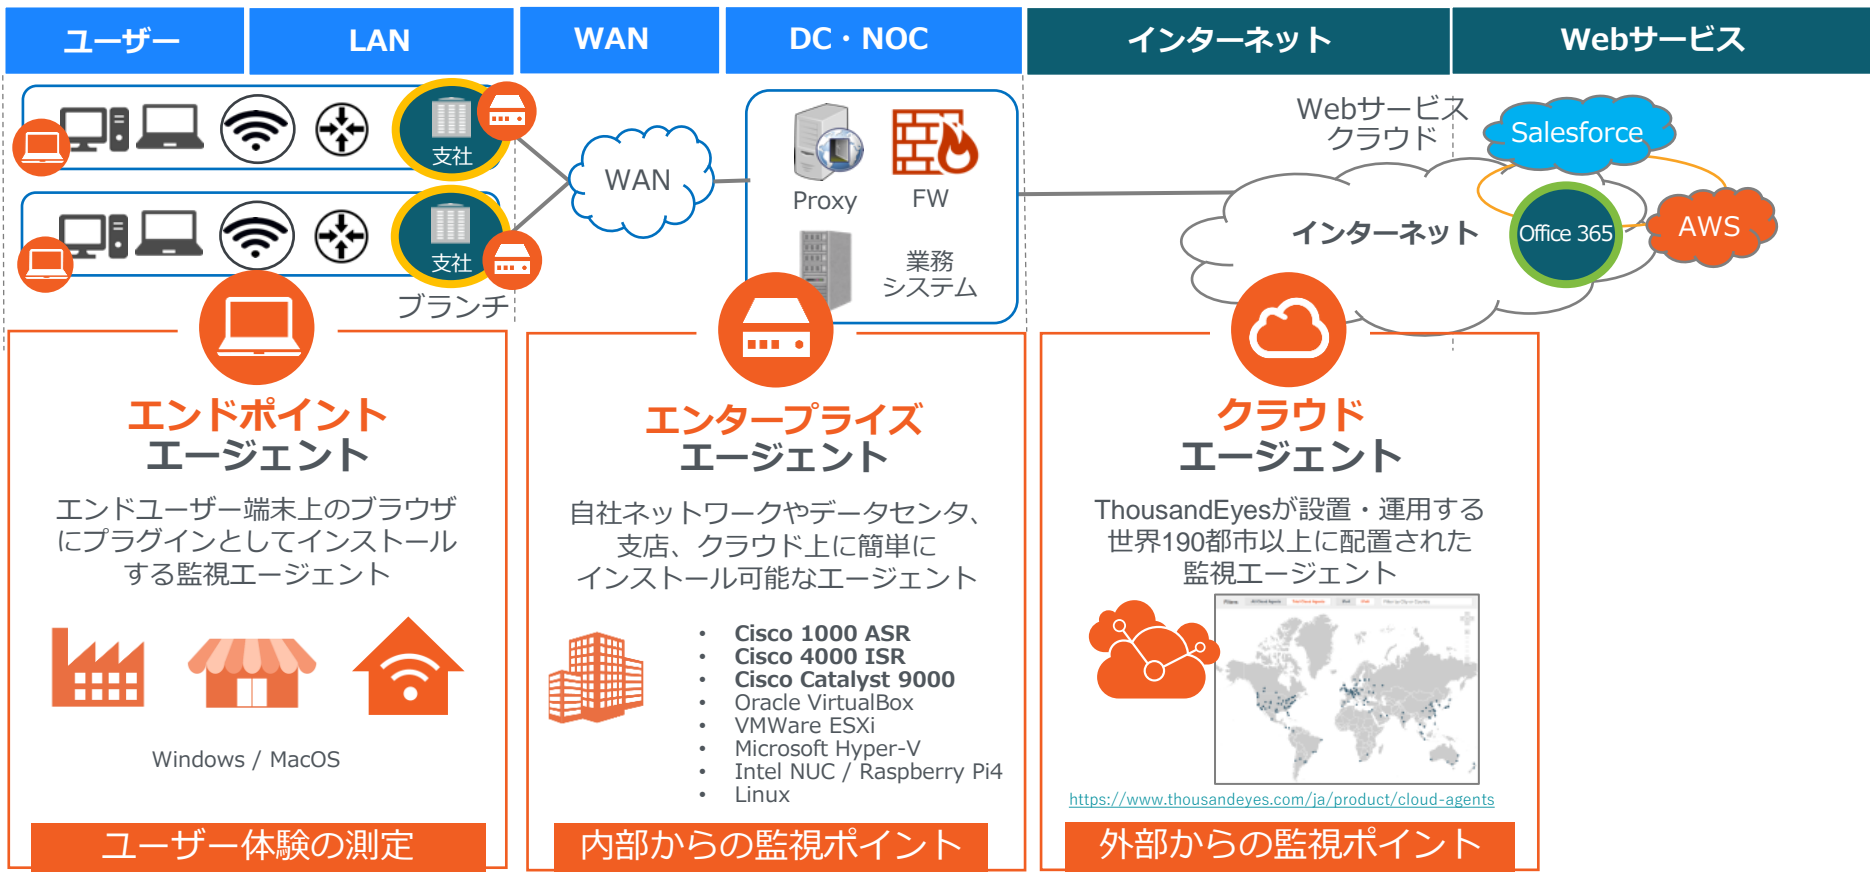 ユーザー
LAN
WAN
DC・NOC
インターネット
Webサービス
支社
支社
ブランチ
WAN
Proxy
FW
業務
システム
Webサービス
クラウド
Salesforce
インターネット
Office 365
AWS
エンドポイント
エージェント
エンドユーザー端末上のブラウザ
にプラグインとしてインストール
する監視エージェント
Windows / MacOS
ユーザー体験の測定
エンタープライズ
エージェント
自社ネットワークやデータセンタ、
支店、クラウド上に簡単に
インストール可能なエージェント
• Cisco 1000 ASR
• Cisco 4000 ISR
• Cisco Catalyst 9000
• Oracle VirtualBox
• VMWare ESXi
• Microsoft Hyper-V
• Intel NUC / Raspberry Pi4
• Linux
内部からの監視ポイント
クラウド
エージェント
ThousandEyesが設置・運用する
世界190都市以上に配置された
監視エージェント
https://www.thousandeyes.com/ja/product/cloud-agents
外部からの監視ポイント